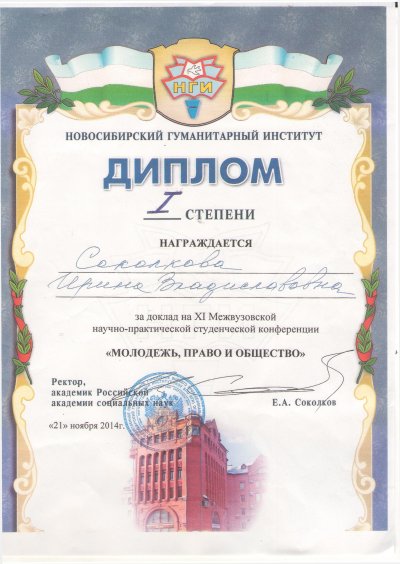 НГИ
НОВОСИБИРСКИЙ ГУМАНИТАРНЫЙ ИНСТИТУТ
ДИПЛОМ
I СТЕПЕНИ
НАГРАЖДАЕТСЯ
Соколкова
Ирина Владиславовна
за доклад на XI Межвузовской
научно-практической студенческой конференции
«МОЛОДЕЖЬ, ПРАВО И ОБЩЕСТВО»
Ректор,
академик Российской
академии социальных наук
Е.А. Соколков
«21» ноября 2014г.